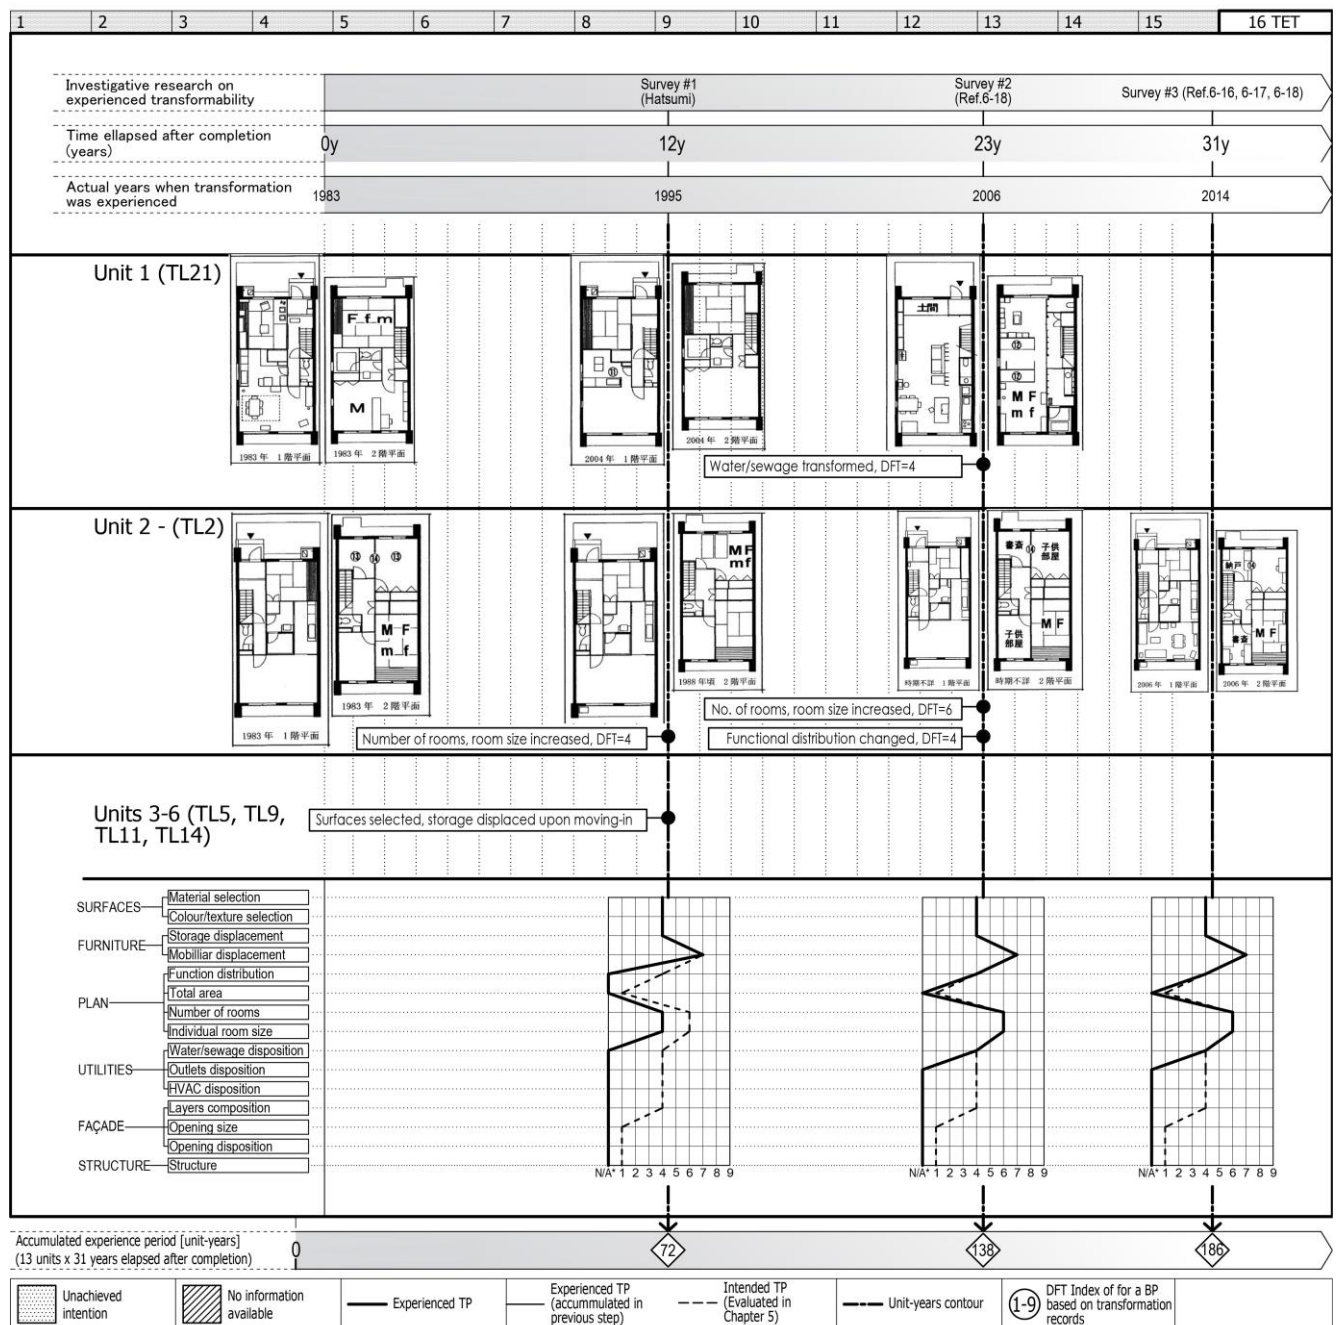 1 2 3 4 5 6 7 8 9 10 11 12 13 14 15 16 TET
Investigative research on
experienced transformability
Survey #1
(Hatsumi)
Survey #2
(Ref.6-18)
Survey #3 (Ref.6-16, 6-17, 6-18)
Time ellapsed after completion
(years)
0y 12y 23y 31y
Actual years when transformation
was experienced
1983 1995 2006 2014
Unit 1 (TL21)
F f m
M
1983 年 1 階平面
1983 年 2 階平面
⑪
2004 年 1 階平面
2004 年 2 階平面
土間
⑫
⑫
M F
m f
Water/sewage transformed, DFT=4
Unit 2 - (TL2)
⑬ ⑭ ⑬
M F
m f
1983 年 1 階平面
1983 年 2 階平面
M F
m f
1988 年頃 2 階平面
時期不詳 1 階平面
書斎 ⑭ 子供
部屋
M F
子供
部屋
時期不詳 2 階平面
2006 年 1 階平面
納戸 ⑭
書斎 M F
2006 年 2 階平面
No. of rooms, room size increased, DFT=6
Number of rooms, room size increased, DFT=4
Functional distribution changed, DFT=4
Units 3-6 (TL5, TL9,
TL11, TL14)
Surfaces selected, storage displaced upon moving-in
SURFACES
Material selection
Colour/texture selection
FURNITURE
Storage displacement
Mobilliar displacement
PLAN
Function distribution
Total area
Number of rooms
Individual room size
UTILITIES
Water/sewage disposition
Outlets disposition
HVAC disposition
FAÇADE
Layers composition
Opening size
Opening disposition
STRUCTURE
Structure
N/A* 1 2 3 4 5 6 7 8 9
N/A* 1 2 3 4 5 6 7 8 9
N/A* 1 2 3 4 5 6 7 8 9
Accumulated experience period [unit-years]
(13 units x 31 years elapsed after completion)
0 72 138 186
Unachieved
intention
No information
available
Experienced TP
Experienced TP
(accummulated in
previous step)
Intended TP
(Evaluated in
Chapter 5)
Unit-years contour
1-9
DFT Index of for a BP
based on transformation
records